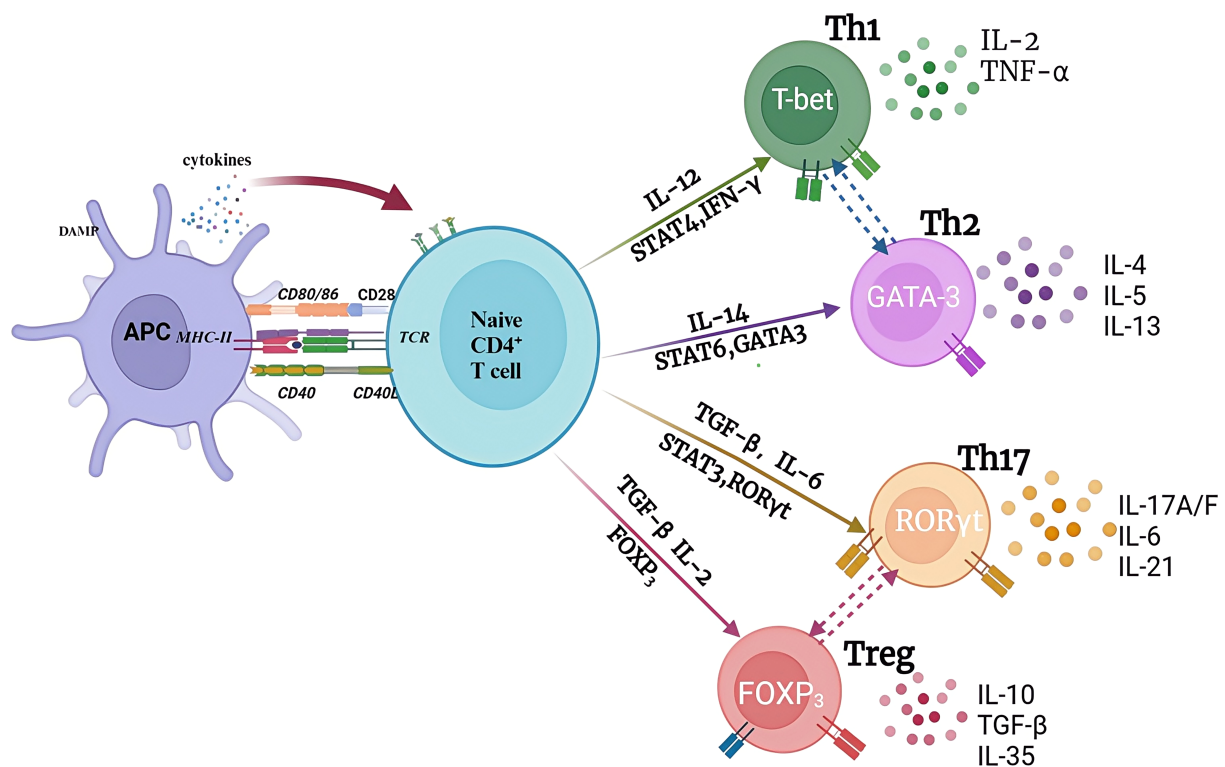 Th1
IL-2
TNF-α
T-bet
cytokines
IL-12
STAT4,IFN-γ
DAMP
Th2
GATA-3
IL-4
IL-5
IL-13
CD80/86
CD28
APC
MHC-II
TCR
Naive
CD4+
T cell
IL-14
STAT6,GATA3
CD40
CD40L
TGF-β, IL-6
STAT3,RORγt
Th17
RORγt
IL-17A/F
IL-6
IL-21
TGF-β IL-2
FOXP3
Treg
FOXP3
IL-10
TGF-β
IL-35